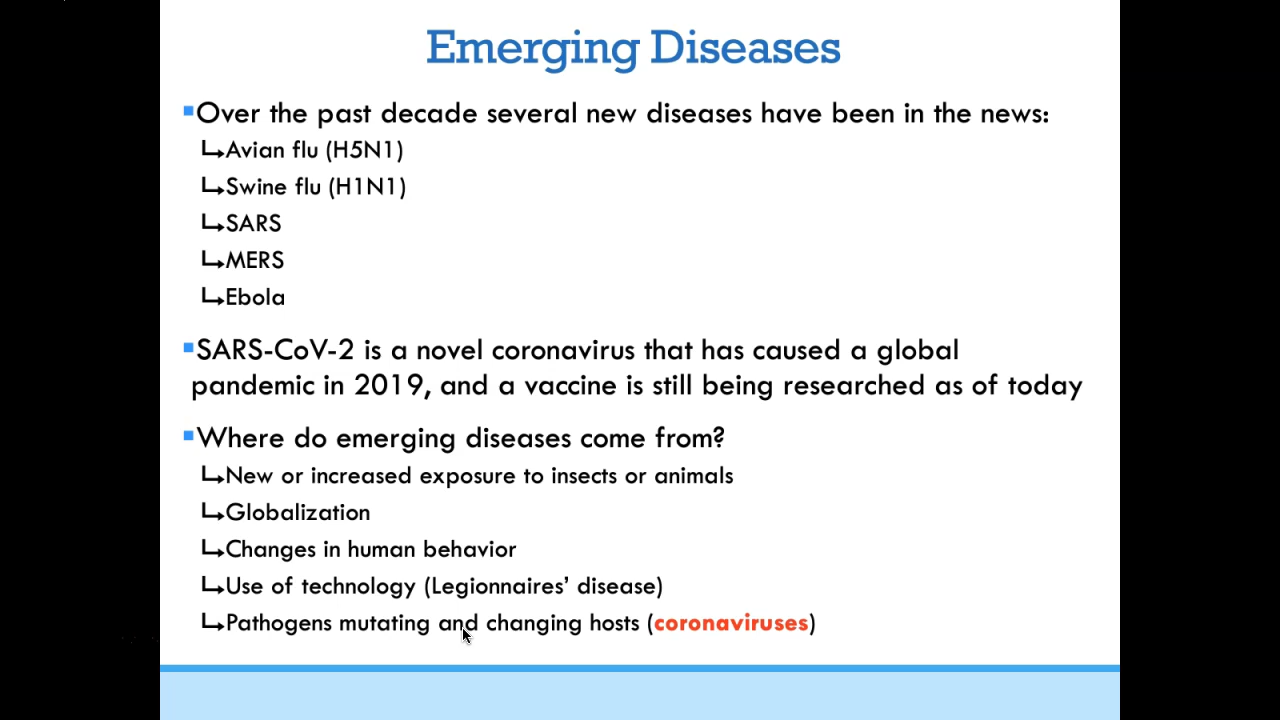 Emerging Diseases
Over the past decade several new diseases have been in the news:
Avian flu (H5N1)
Swine flu (H1N1)
SARS
MERS
Ebola
SARS-CoV-2 is a novel coronavirus that has caused a global
pandemic in 2019, and a vaccine is still being researched as of today
Where do emerging diseases come from?
New or increased exposure to insects or animals
Globalization
Changes in human behavior
Use of technology (Legionnaires’ disease)
Pathogens mutating and changing hosts (coronaviruses)